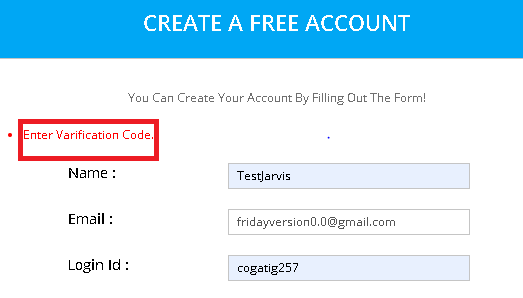 CREATE A FREE ACCOUNT
You Can Create Your Account By Filling Out The Form!
Enter Varification Code.
Name : TestJarvis
Email : fridayversion0.0@gmail.com
Login Id : cogatig257